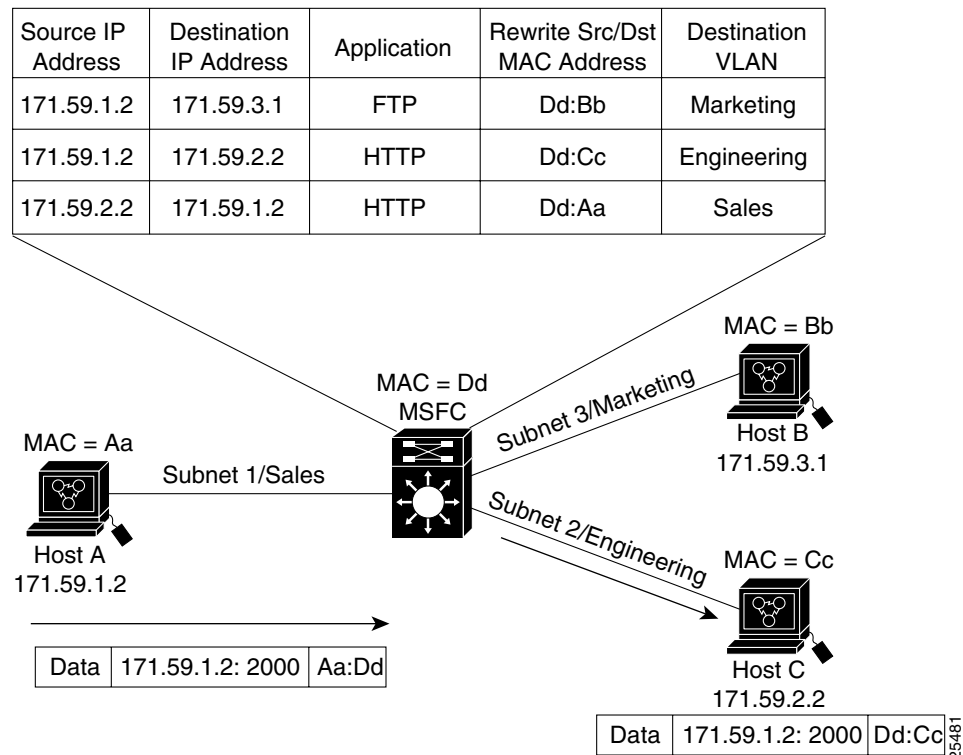 Source IP Address
Destination IP Address
Application
Rewrite Src/Dst MAC Address
Destination VLAN
171.59.1.2
171.59.3.1
FTP
Dd:Bb
Marketing
171.59.1.2
171.59.2.2
HTTP
Dd:Cc
Engineering
171.59.2.2
171.59.1.2
HTTP
Dd:Aa
Sales
MAC = Bb
MAC = Dd
MSFC
Subnet 3/Marketing
Host B
171.59.3.1
MAC = Aa
Subnet 1/Sales
Host A
171.59.1.2
Subnet 2/Engineering
MAC = Cc
Host C
171.59.2.2
Data
171.59.1.2: 2000
Aa:Dd
Data
171.59.1.2: 2000
Dd:Cc
25481